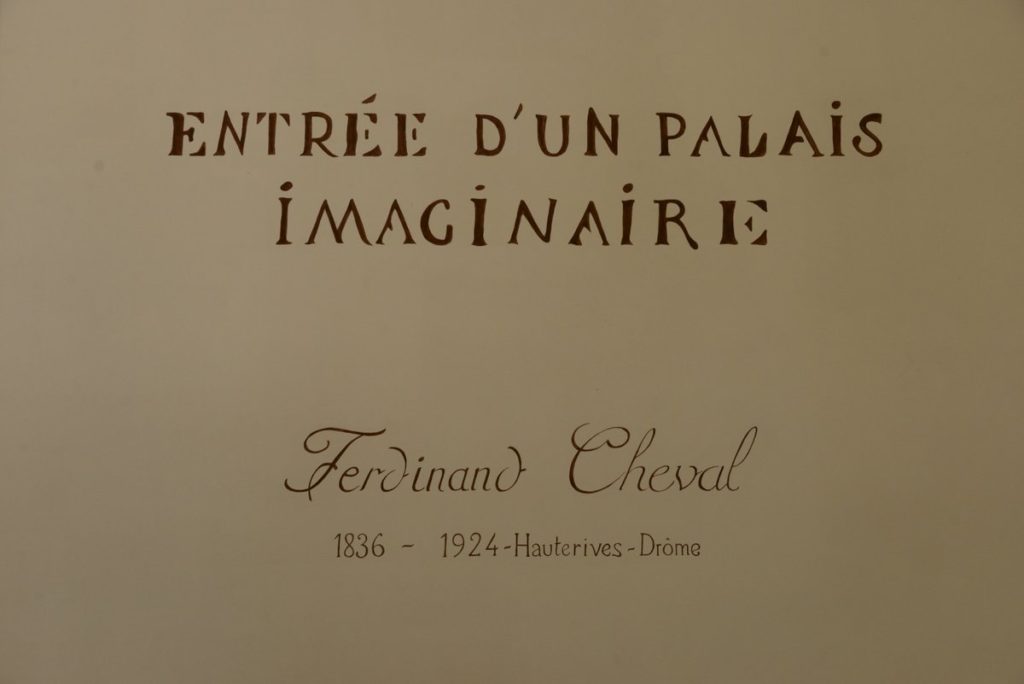 ENTRÉE D'UN PALAiS
iMAGiNAiRE
Ferdinand Cheval
1836 - 1924-Hauterives-Drôme